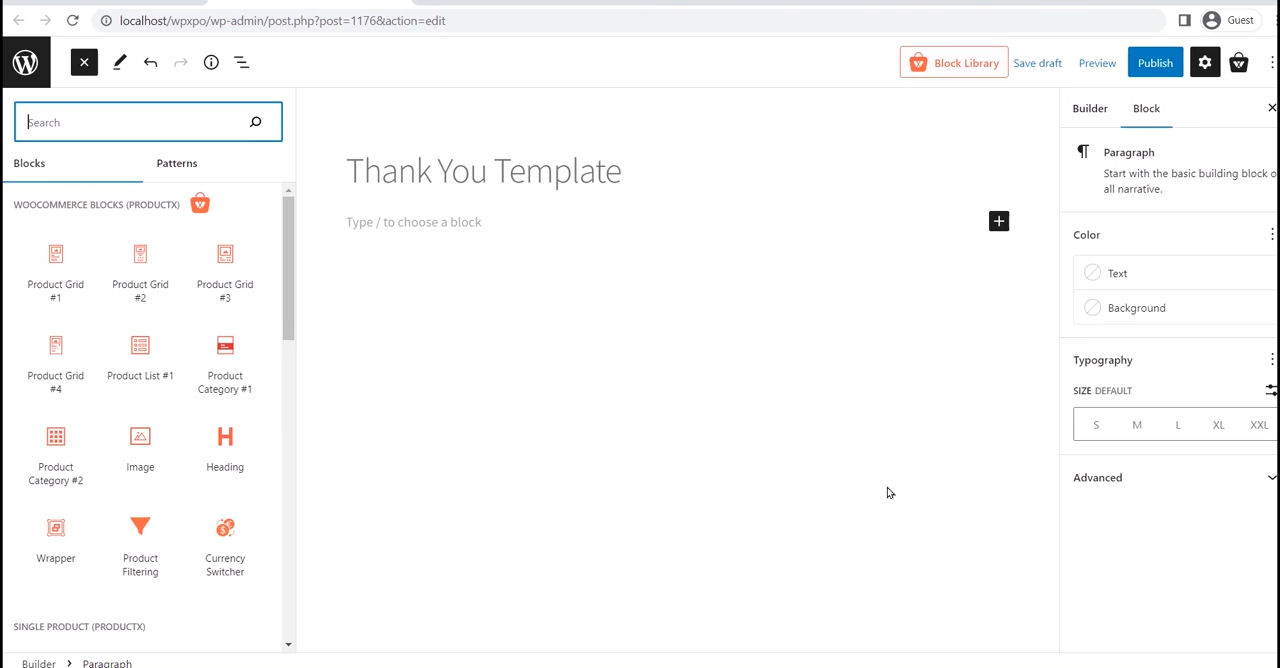 localhost/wpxpo/wp-admin/post.php?post=1176&action=edit
Guest
Block Library
Save draft
Preview
Publish
Search
Blocks
Patterns
WOOCOMMERCE BLOCKS (PRODUCTX)
Product Grid
#1
Product Grid
#2
Product Grid
#3
Product Grid
#4
Product List #1
Product
Category #1
Product
Category #2
Image
Heading
Wrapper
Product
Filtering
Currency
Switcher
SINGLE PRODUCT (PRODUCTX)
Thank You Template
Type / to choose a block
Builder
Block
Paragraph
Start with the basic building block o
all narrative.
Color
Text
Background
Typography
SIZE DEFAULT
S M L XL XXL
Advanced
Builder > Paragraph